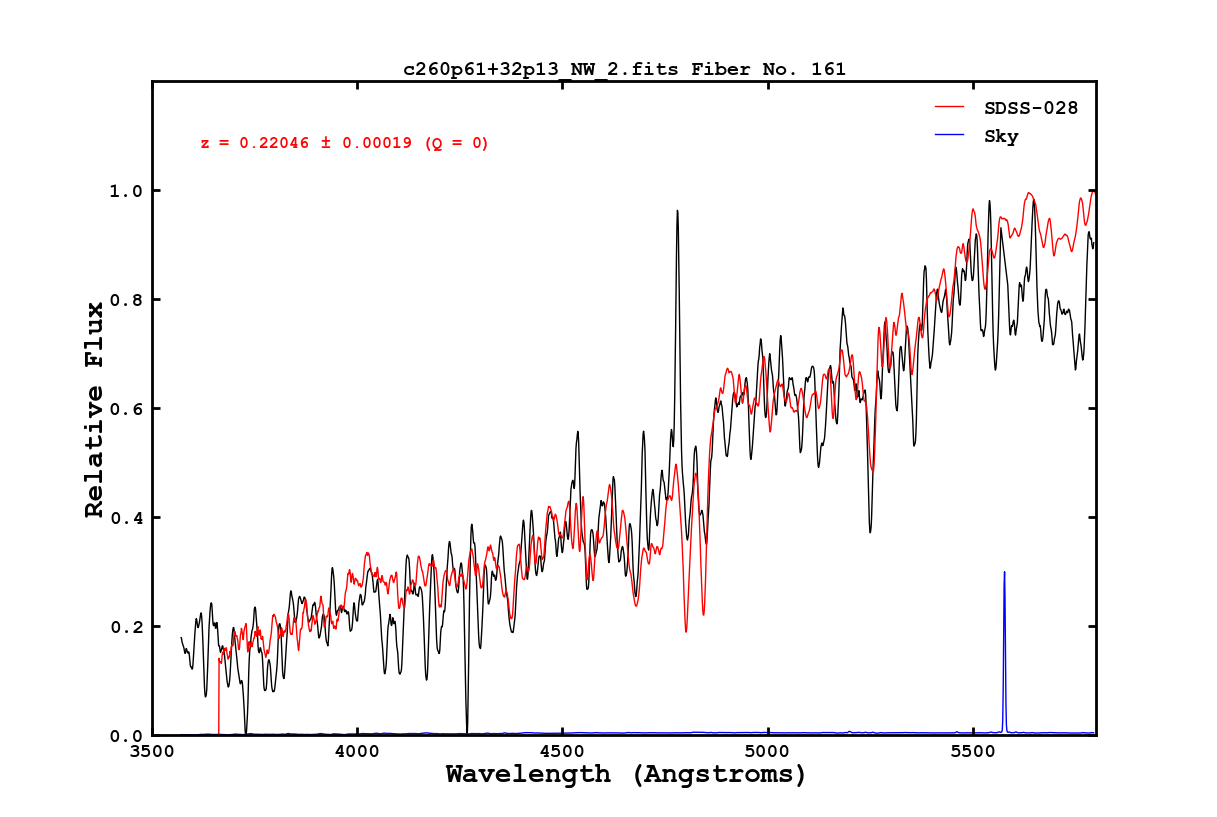 c260p61+32p13_NW_2.fits Fiber No. 161
SDSS-028
Sky
z = 0.22046 ± 0.00019 (Q = 0)
1.0
0.8
0.6
0.4
0.2
0.0
Relative Flux
3500 4000 4500 5000 5500
Wavelength (Angstroms)